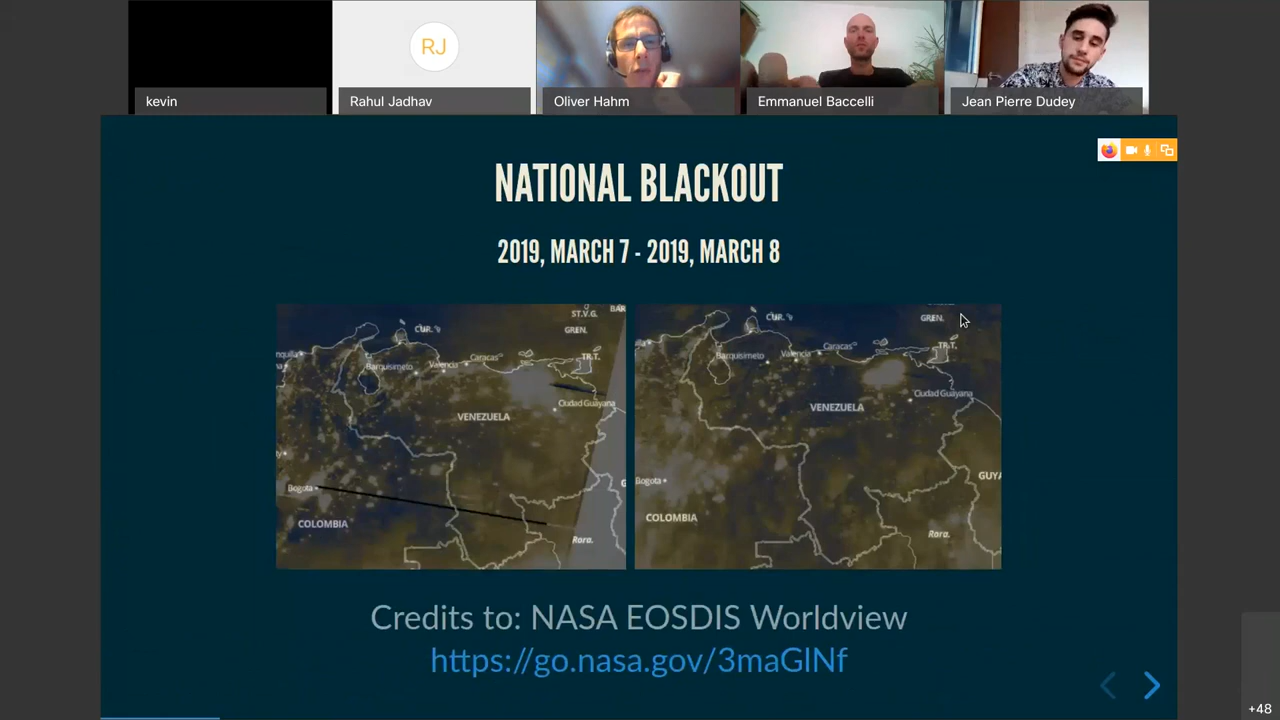 kevin
RJ
Rahul Jadhav
Oliver Hahm
Emmanuel Baccelli
Jean Pierre Dudey
NATIONAL BLACKOUT
2019, MARCH 7 - 2019, MARCH 8
ST.V.G.
BAR
CUR.
GREN.
TR.T.
Caracas
Barquisimeto
Valencia
Ciudad Guayana
VENEZUELA
Bogota
COLOMBIA
Rora.
CUR.
GREN.
TR.T.
Caracas
Barquisimeto
Valencia
Ciudad Guayana
VENEZUELA
GUYA
Bogota
COLOMBIA
Rora.
Credits to: NASA EOSDIS Worldview
https://go.nasa.gov/3maGlNf
+48